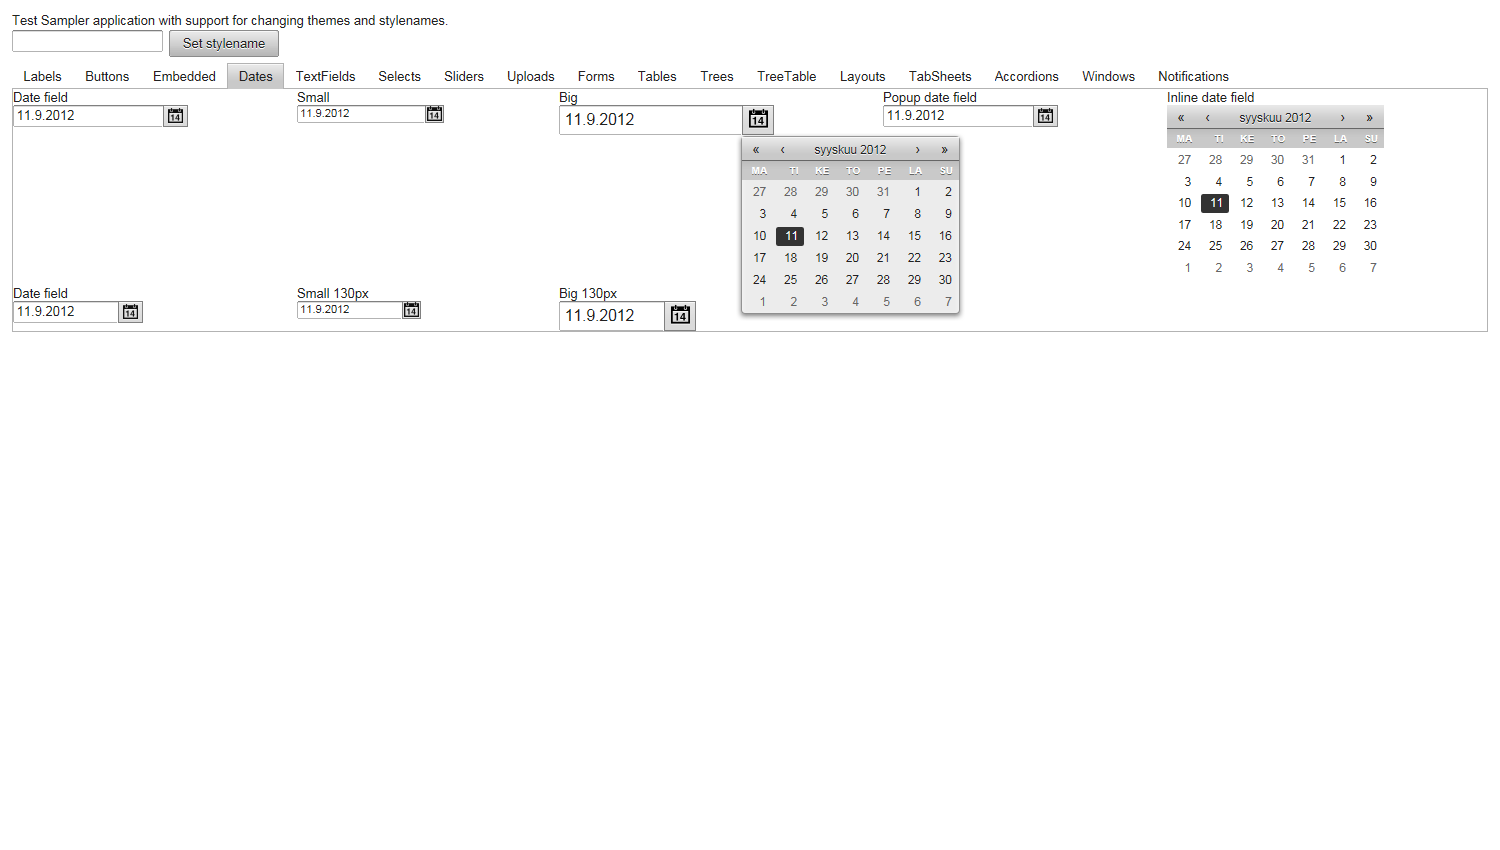 Test Sampler application with support for changing themes and stylenames.
Set stylename
Labels Buttons Embedded Dates TextFields Selects Sliders Uploads Forms Tables Trees TreeTable Layouts TabSheets Accordions Windows Notifications
Date field Small Big Popup date field Inline date field
11.9.2012 14 11.9.2012 14 11.9.2012 14 11.9.2012 14
« ‹ syyskuu 2012 › »
MA TI KE TO PE LA SU
27 28 29 30 31 1 2
3 4 5 6 7 8 9
10 11 12 13 14 15 16
17 18 19 20 21 22 23
24 25 26 27 28 29 30
1 2 3 4 5 6 7
« ‹ syyskuu 2012 › »
MA TI KE TO PE LA SU
27 28 29 30 31 1 2
3 4 5 6 7 8 9
10 11 12 13 14 15 16
17 18 19 20 21 22 23
24 25 26 27 28 29 30
1 2 3 4 5 6 7
Date field Small 130px Big 130px
11.9.2012 14 11.9.2012 14 11.9.2012 14